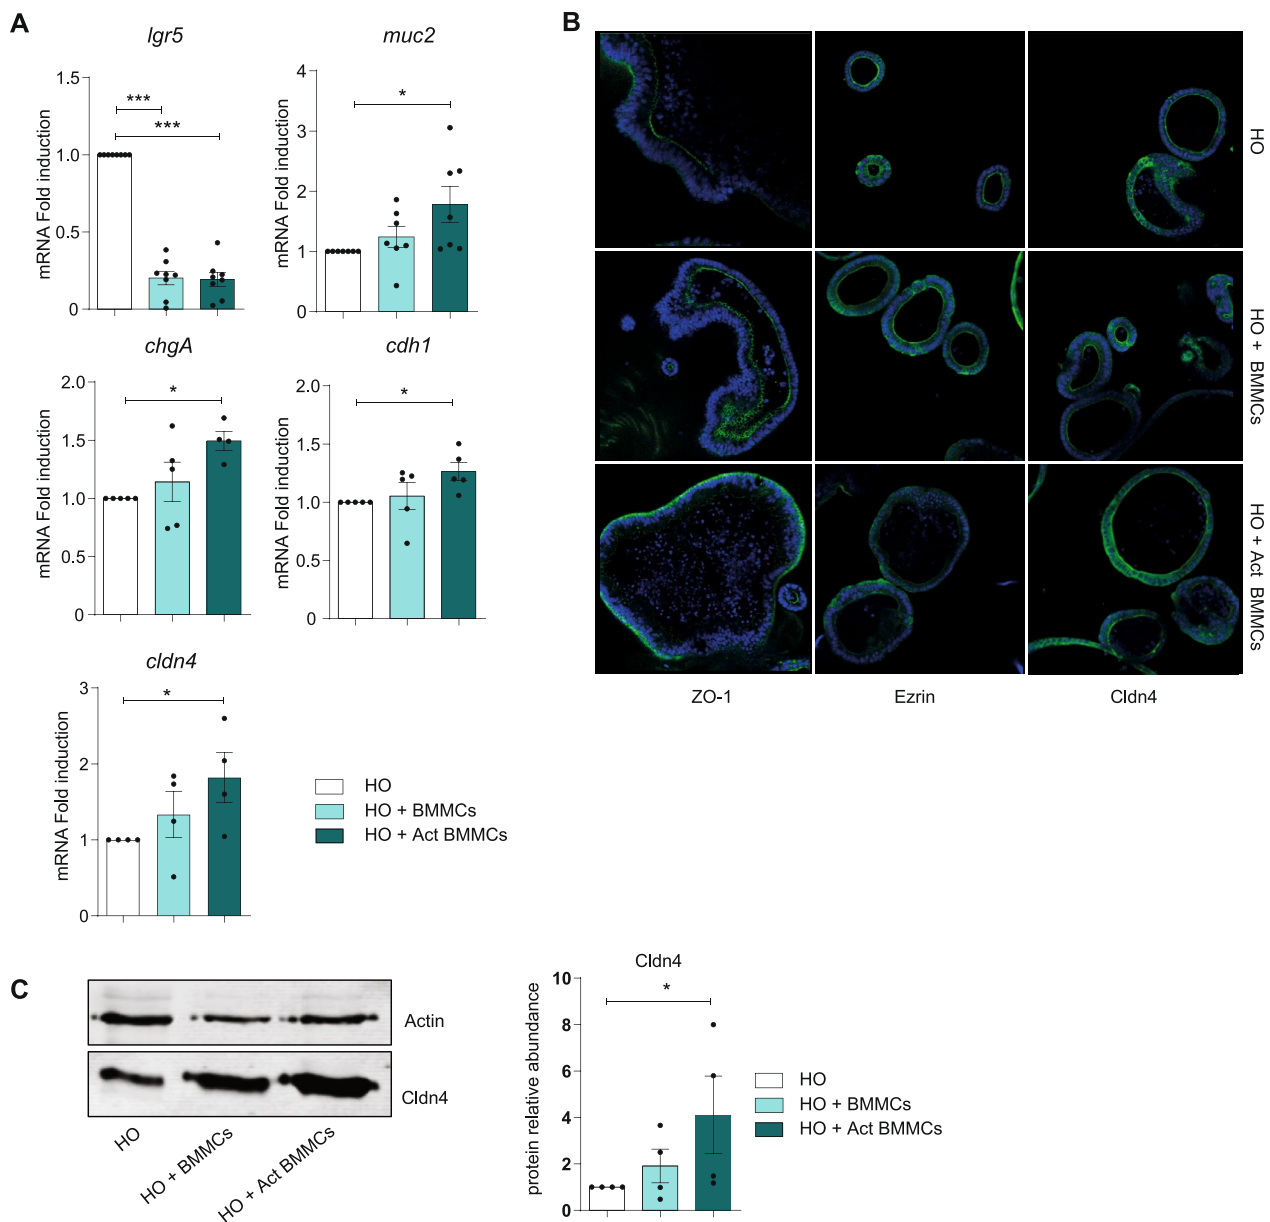 A
lgr5
mRNA Fold induction
1.5
1.0
0.5
0
***
***
muc2
mRNA Fold induction
4
3
2
1
0
*
chgA
mRNA Fold induction
2.0
1.5
1.0
0.5
0
*
cdh1
mRNA Fold induction
2.0
1.5
1.0
0.5
0
*
cldn4
mRNA Fold induction
3
2
1
0
*
HO
HO + BMMCs
HO + Act BMMCs
B
HO
HO + BMMCs
HO + Act BMMCs
ZO-1
Ezrin
Cldn4
C
Actin
Cldn4
HO
HO + BMMCs
HO + Act BMMCs
Cldn4
protein relative abundance
10
8
6
4
2
0
*
HO
HO + BMMCs
HO + Act BMMCs